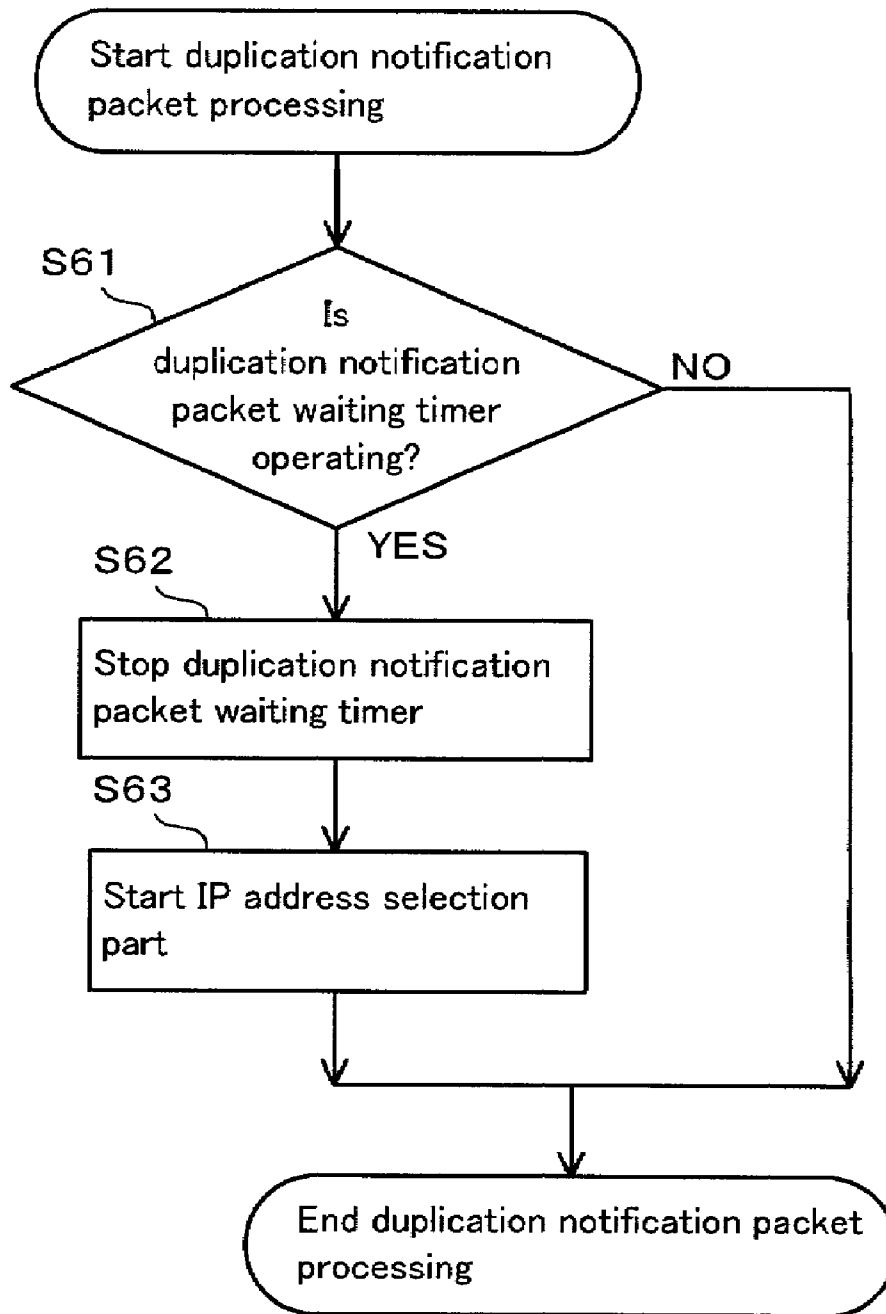 Start duplication notification
packet processing
S61
Is
duplication notification
packet waiting timer
operating?
NO
YES
S62
Stop duplication notification
packet waiting timer
S63
Start IP address selection
part
End duplication notification packet
processing